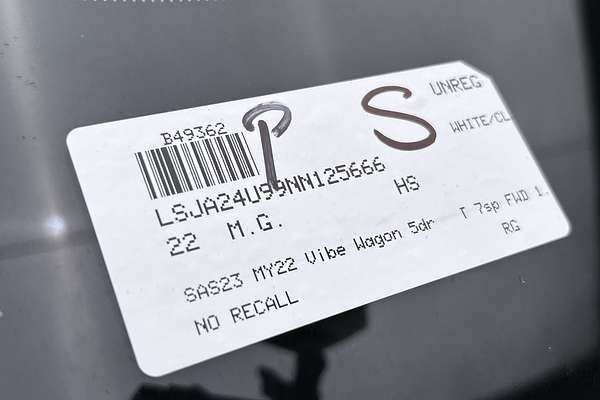 P S UNREG
B49362 WHITE/CL
LSJA24U99NN125666
22 M.G. HS
SAS23 MY22 Vibe Wagon 5dr T 7sp FWD 1.
NO RECALL RG